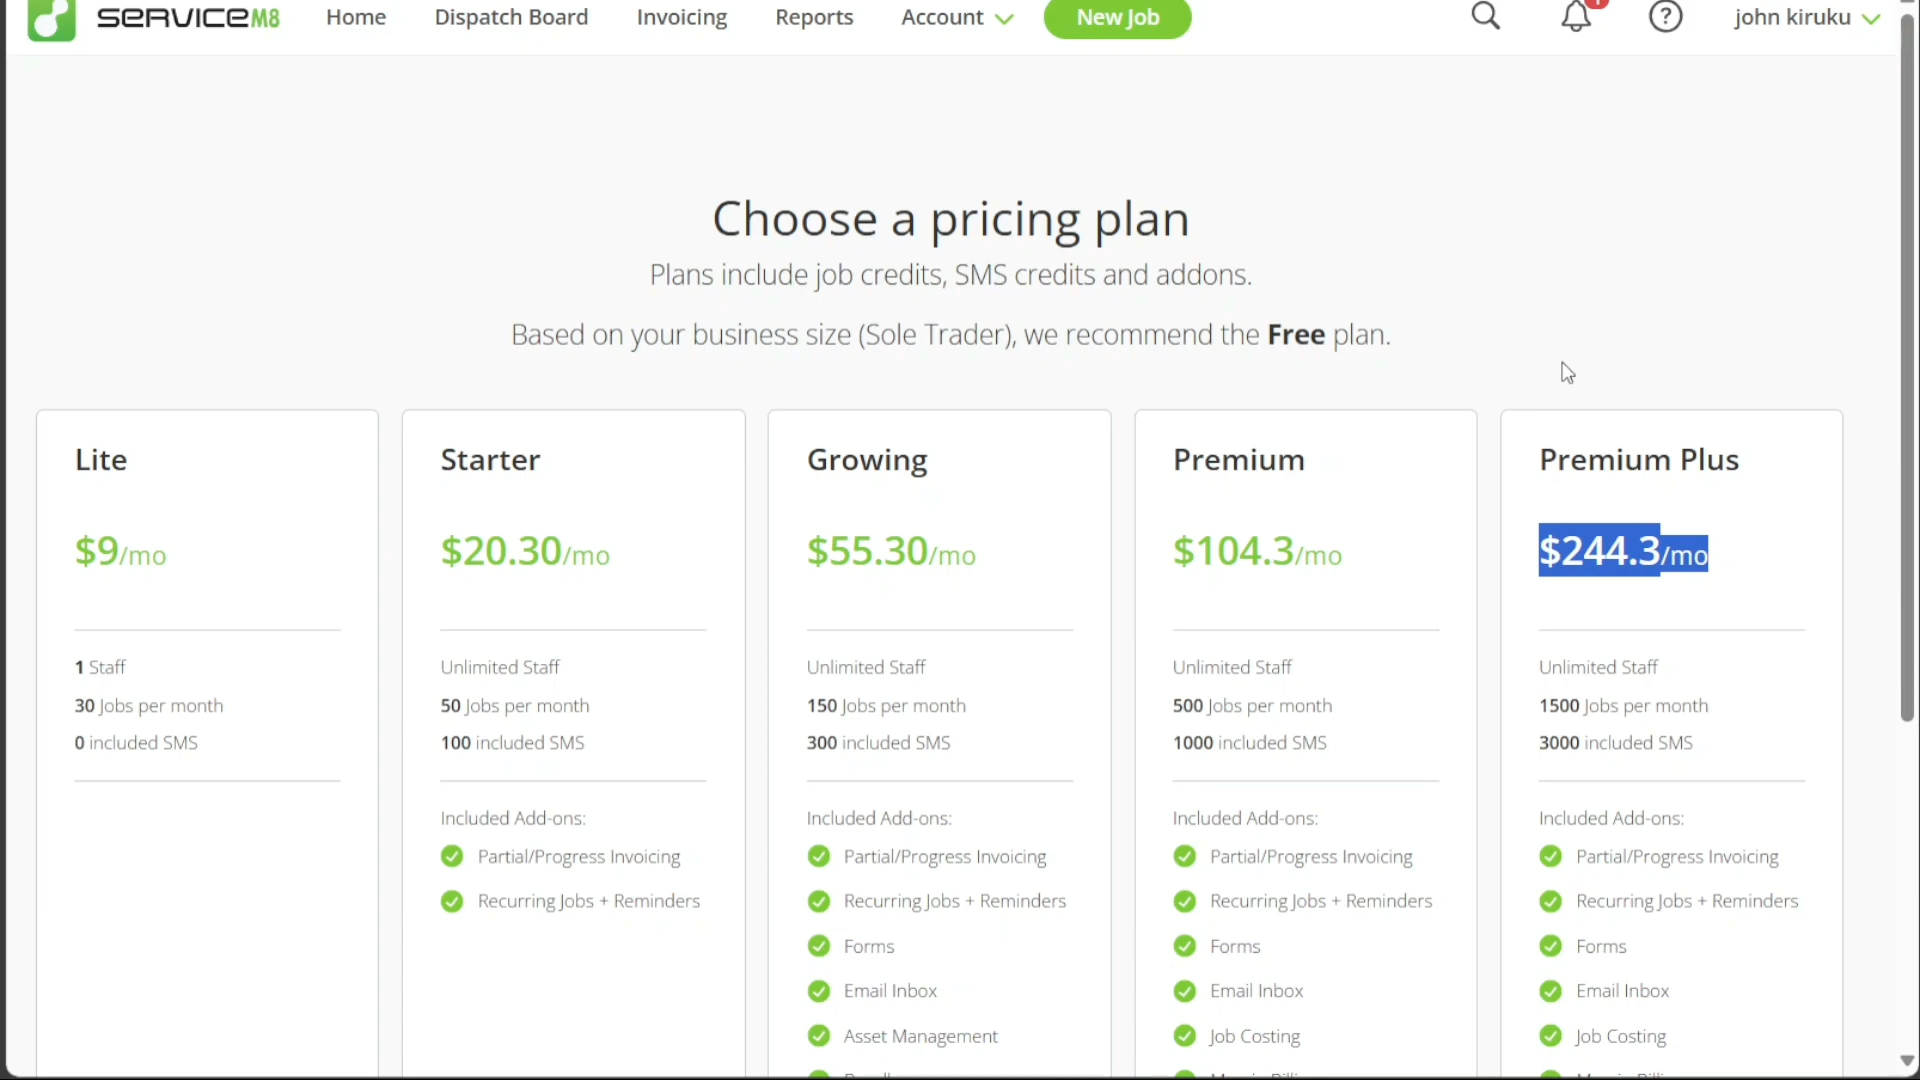 SERVICEM8 Home Dispatch Board Invoicing Reports Account New Job john kiruku
Choose a pricing plan
Plans include job credits, SMS credits and addons.
Based on your business size (Sole Trader), we recommend the Free plan.
Lite
$9/mo
1 Staff
30 Jobs per month
0 included SMS
Starter
$20.30/mo
Unlimited Staff
50 Jobs per month
100 included SMS
Included Add-ons:
Partial/Progress Invoicing
Recurring Jobs + Reminders
Growing
$55.30/mo
Unlimited Staff
150 Jobs per month
300 included SMS
Included Add-ons:
Partial/Progress Invoicing
Recurring Jobs + Reminders
Forms
Email Inbox
Asset Management
Premium
$104.3/mo
Unlimited Staff
500 Jobs per month
1000 included SMS
Included Add-ons:
Partial/Progress Invoicing
Recurring Jobs + Reminders
Forms
Email Inbox
Job Costing
Premium Plus
$244.3/mo
Unlimited Staff
1500 Jobs per month
3000 included SMS
Included Add-ons:
Partial/Progress Invoicing
Recurring Jobs + Reminders
Forms
Email Inbox
Job Costing